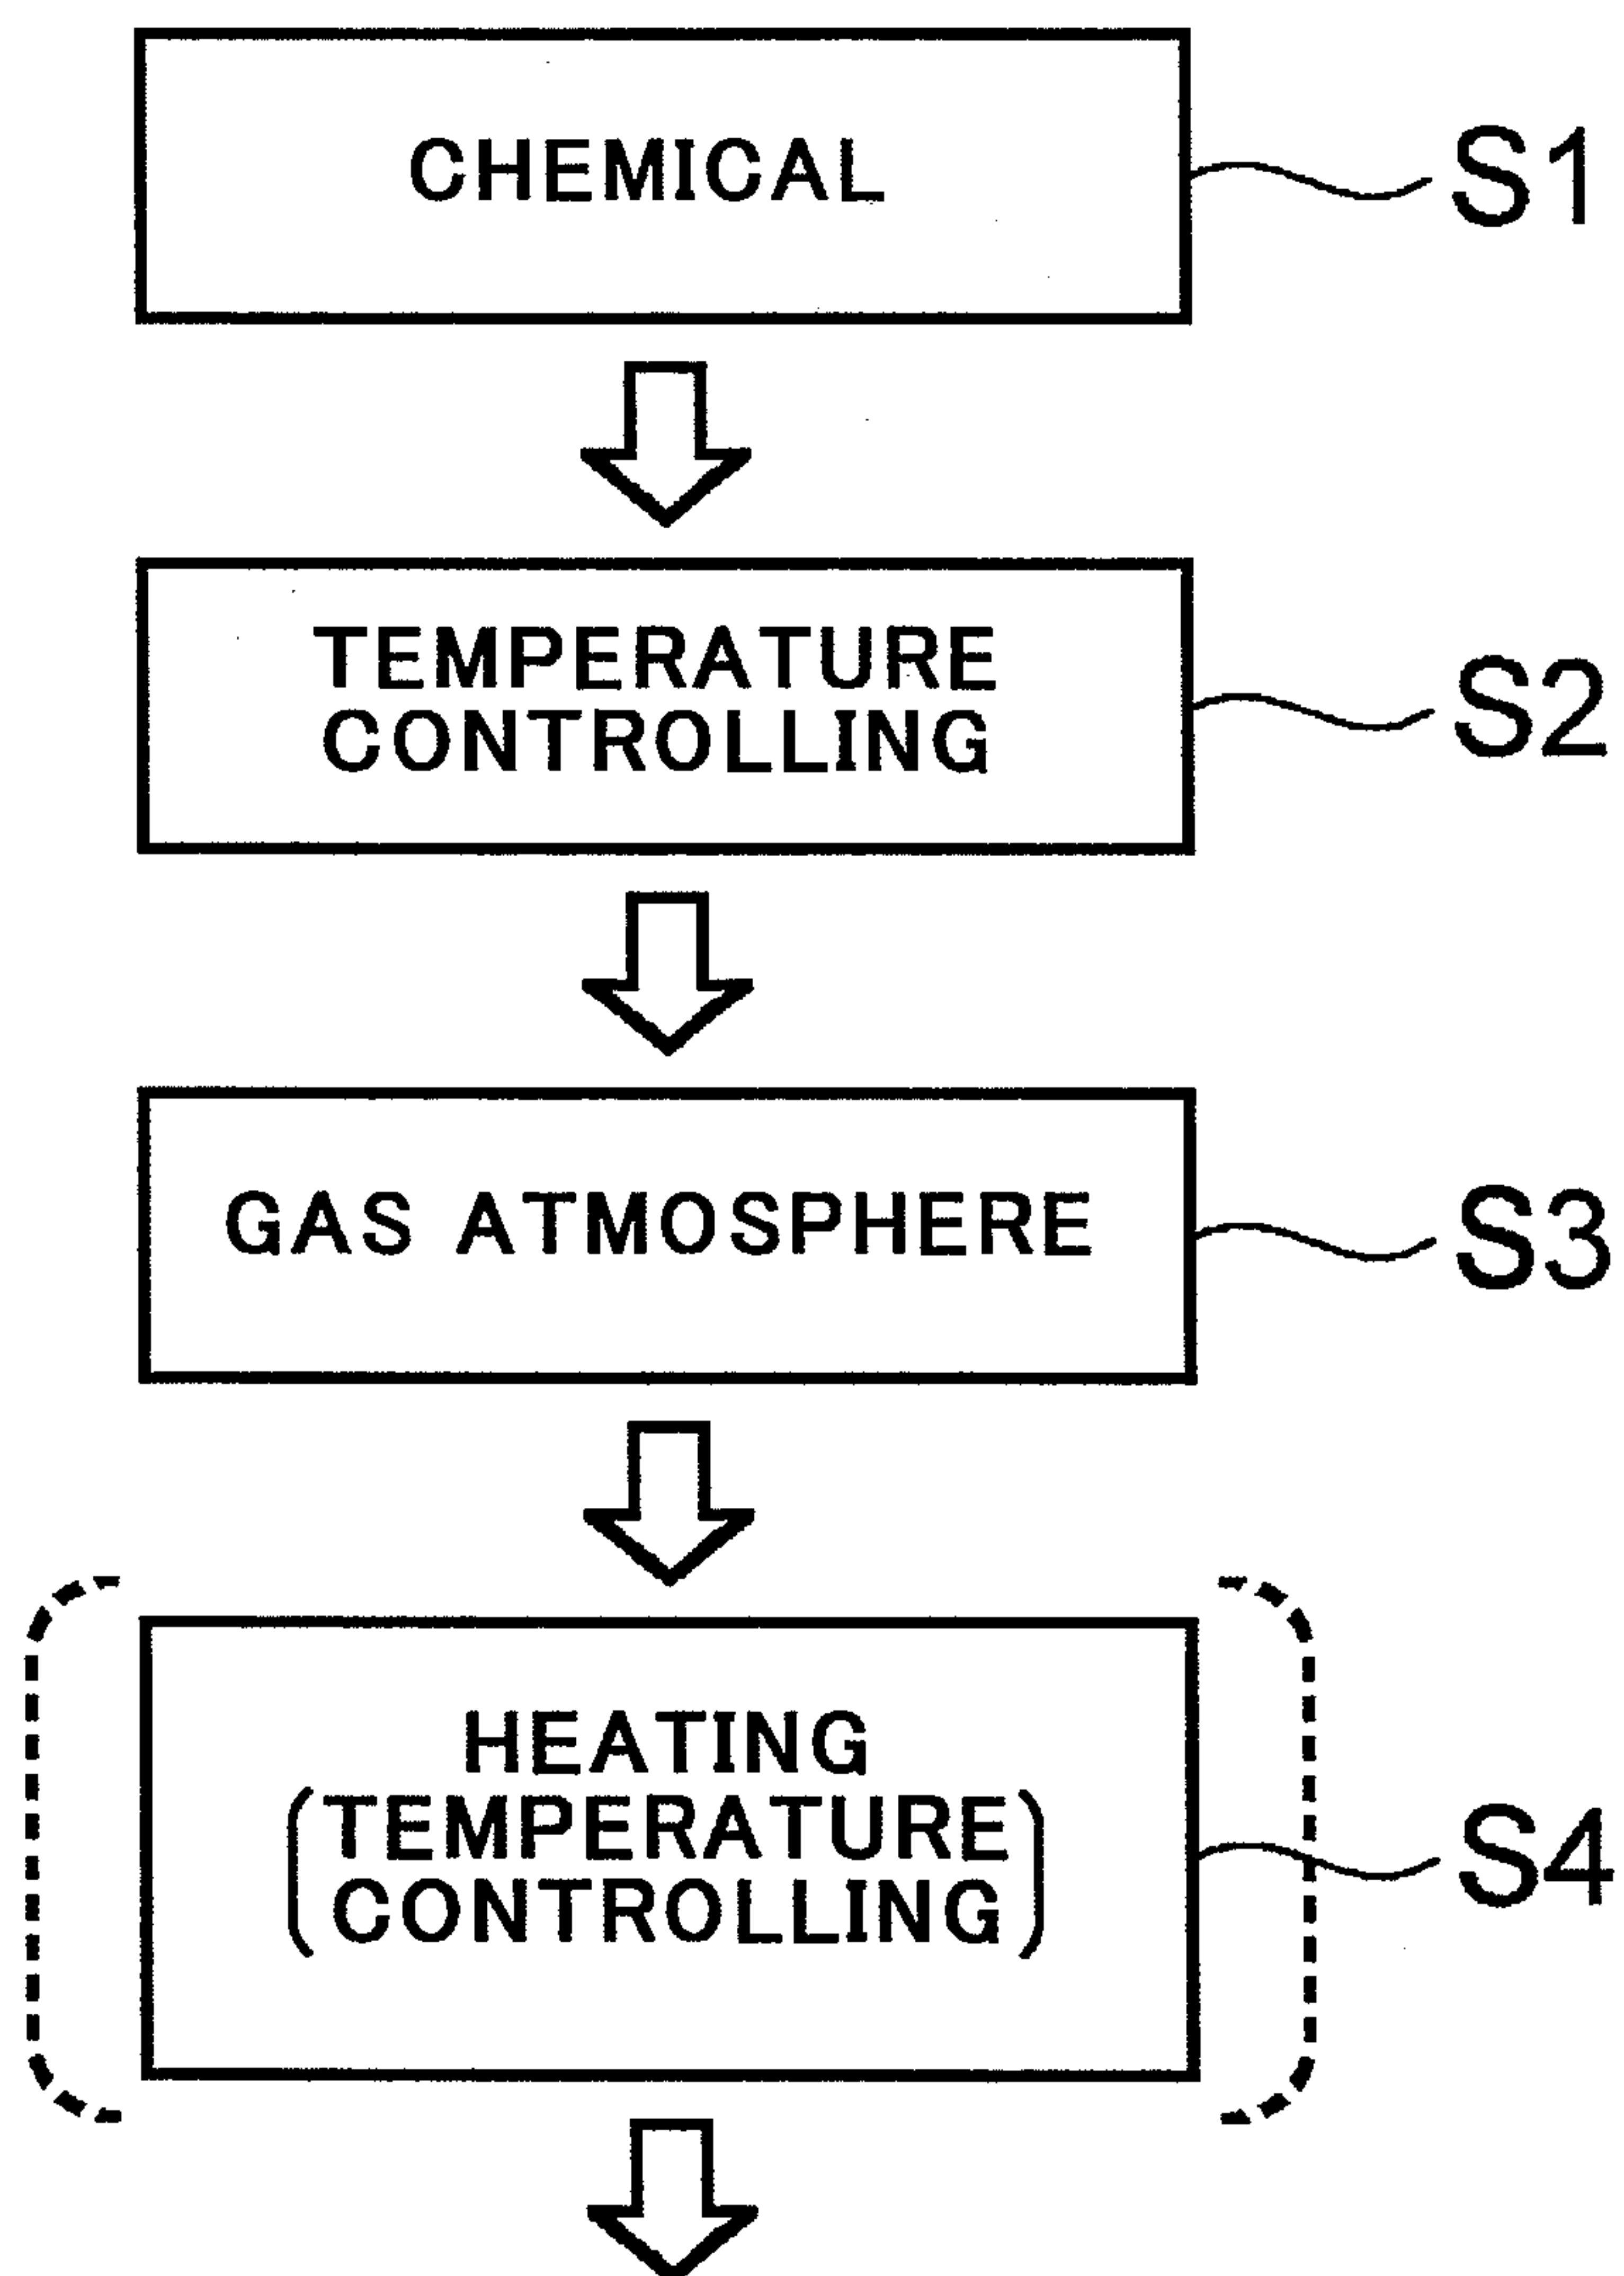 CHEMICAL
S1
TEMPERATURE
CONTROLLING
S2
GAS ATMOSPHERE
S3
HEATING
(TEMPERATURE
CONTROLLING)
S4